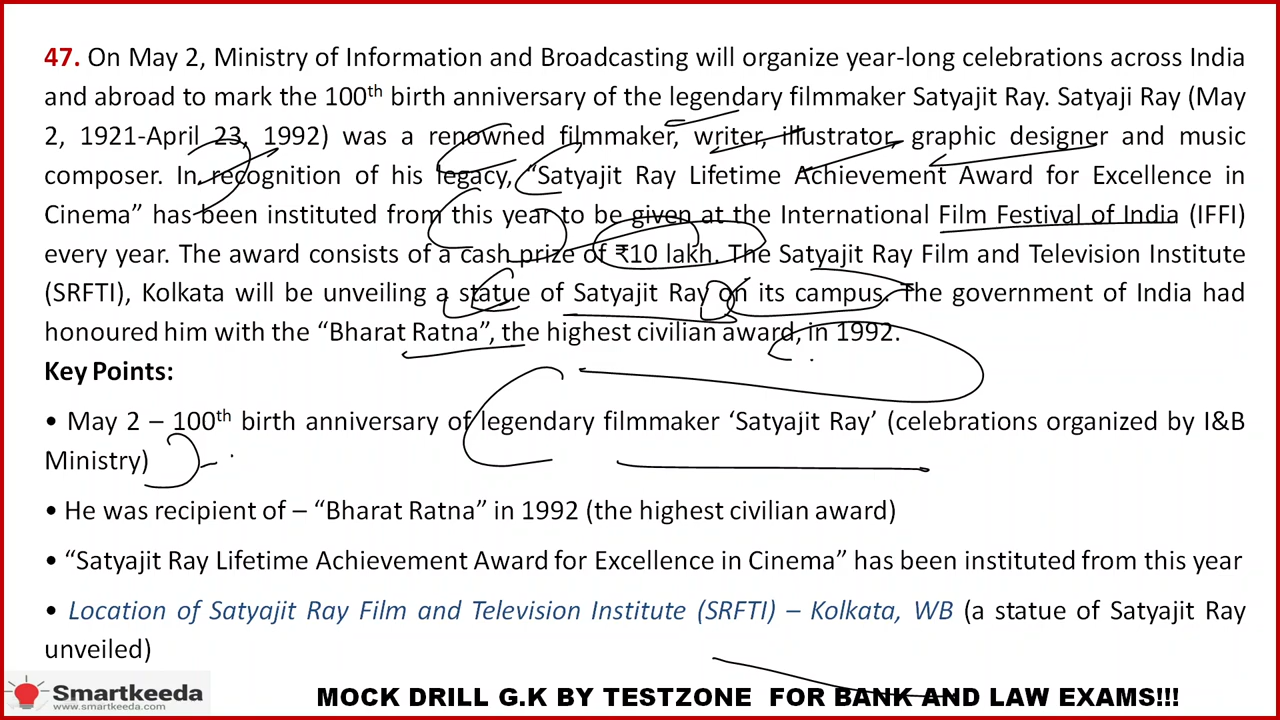 47. On May 2, Ministry of Information and Broadcasting will organize year-long celebrations across India
and abroad to mark the 100th birth anniversary of the legendary filmmaker Satyajit Ray. Satyaji Ray (May
2, 1921-April 23, 1992) was a renowned filmmaker, writer, illustrator, graphic designer and music
composer. In recognition of his legacy, “Satyajit Ray Lifetime Achievement Award for Excellence in
Cinema” has been instituted from this year to be given at the International Film Festival of India (IFFI)
every year. The award consists of a cash prize of ₹10 lakh. The Satyajit Ray Film and Television Institute
(SRFTI), Kolkata will be unveiling a statue of Satyajit Ray on its campus. The government of India had
honoured him with the “Bharat Ratna”, the highest civilian award, in 1992.
Key Points:
• May 2 – 100th birth anniversary of legendary filmmaker ‘Satyajit Ray’ (celebrations organized by I&B
Ministry)
• He was recipient of – “Bharat Ratna” in 1992 (the highest civilian award)
• “Satyajit Ray Lifetime Achievement Award for Excellence in Cinema” has been instituted from this year
• Location of Satyajit Ray Film and Television Institute (SRFTI) – Kolkata, WB (a statue of Satyajit Ray
unveiled)
Smartkeeda
www.smartkeeda.com
MOCK DRILL G.K BY TESTZONE FOR BANK AND LAW EXAMS!!!